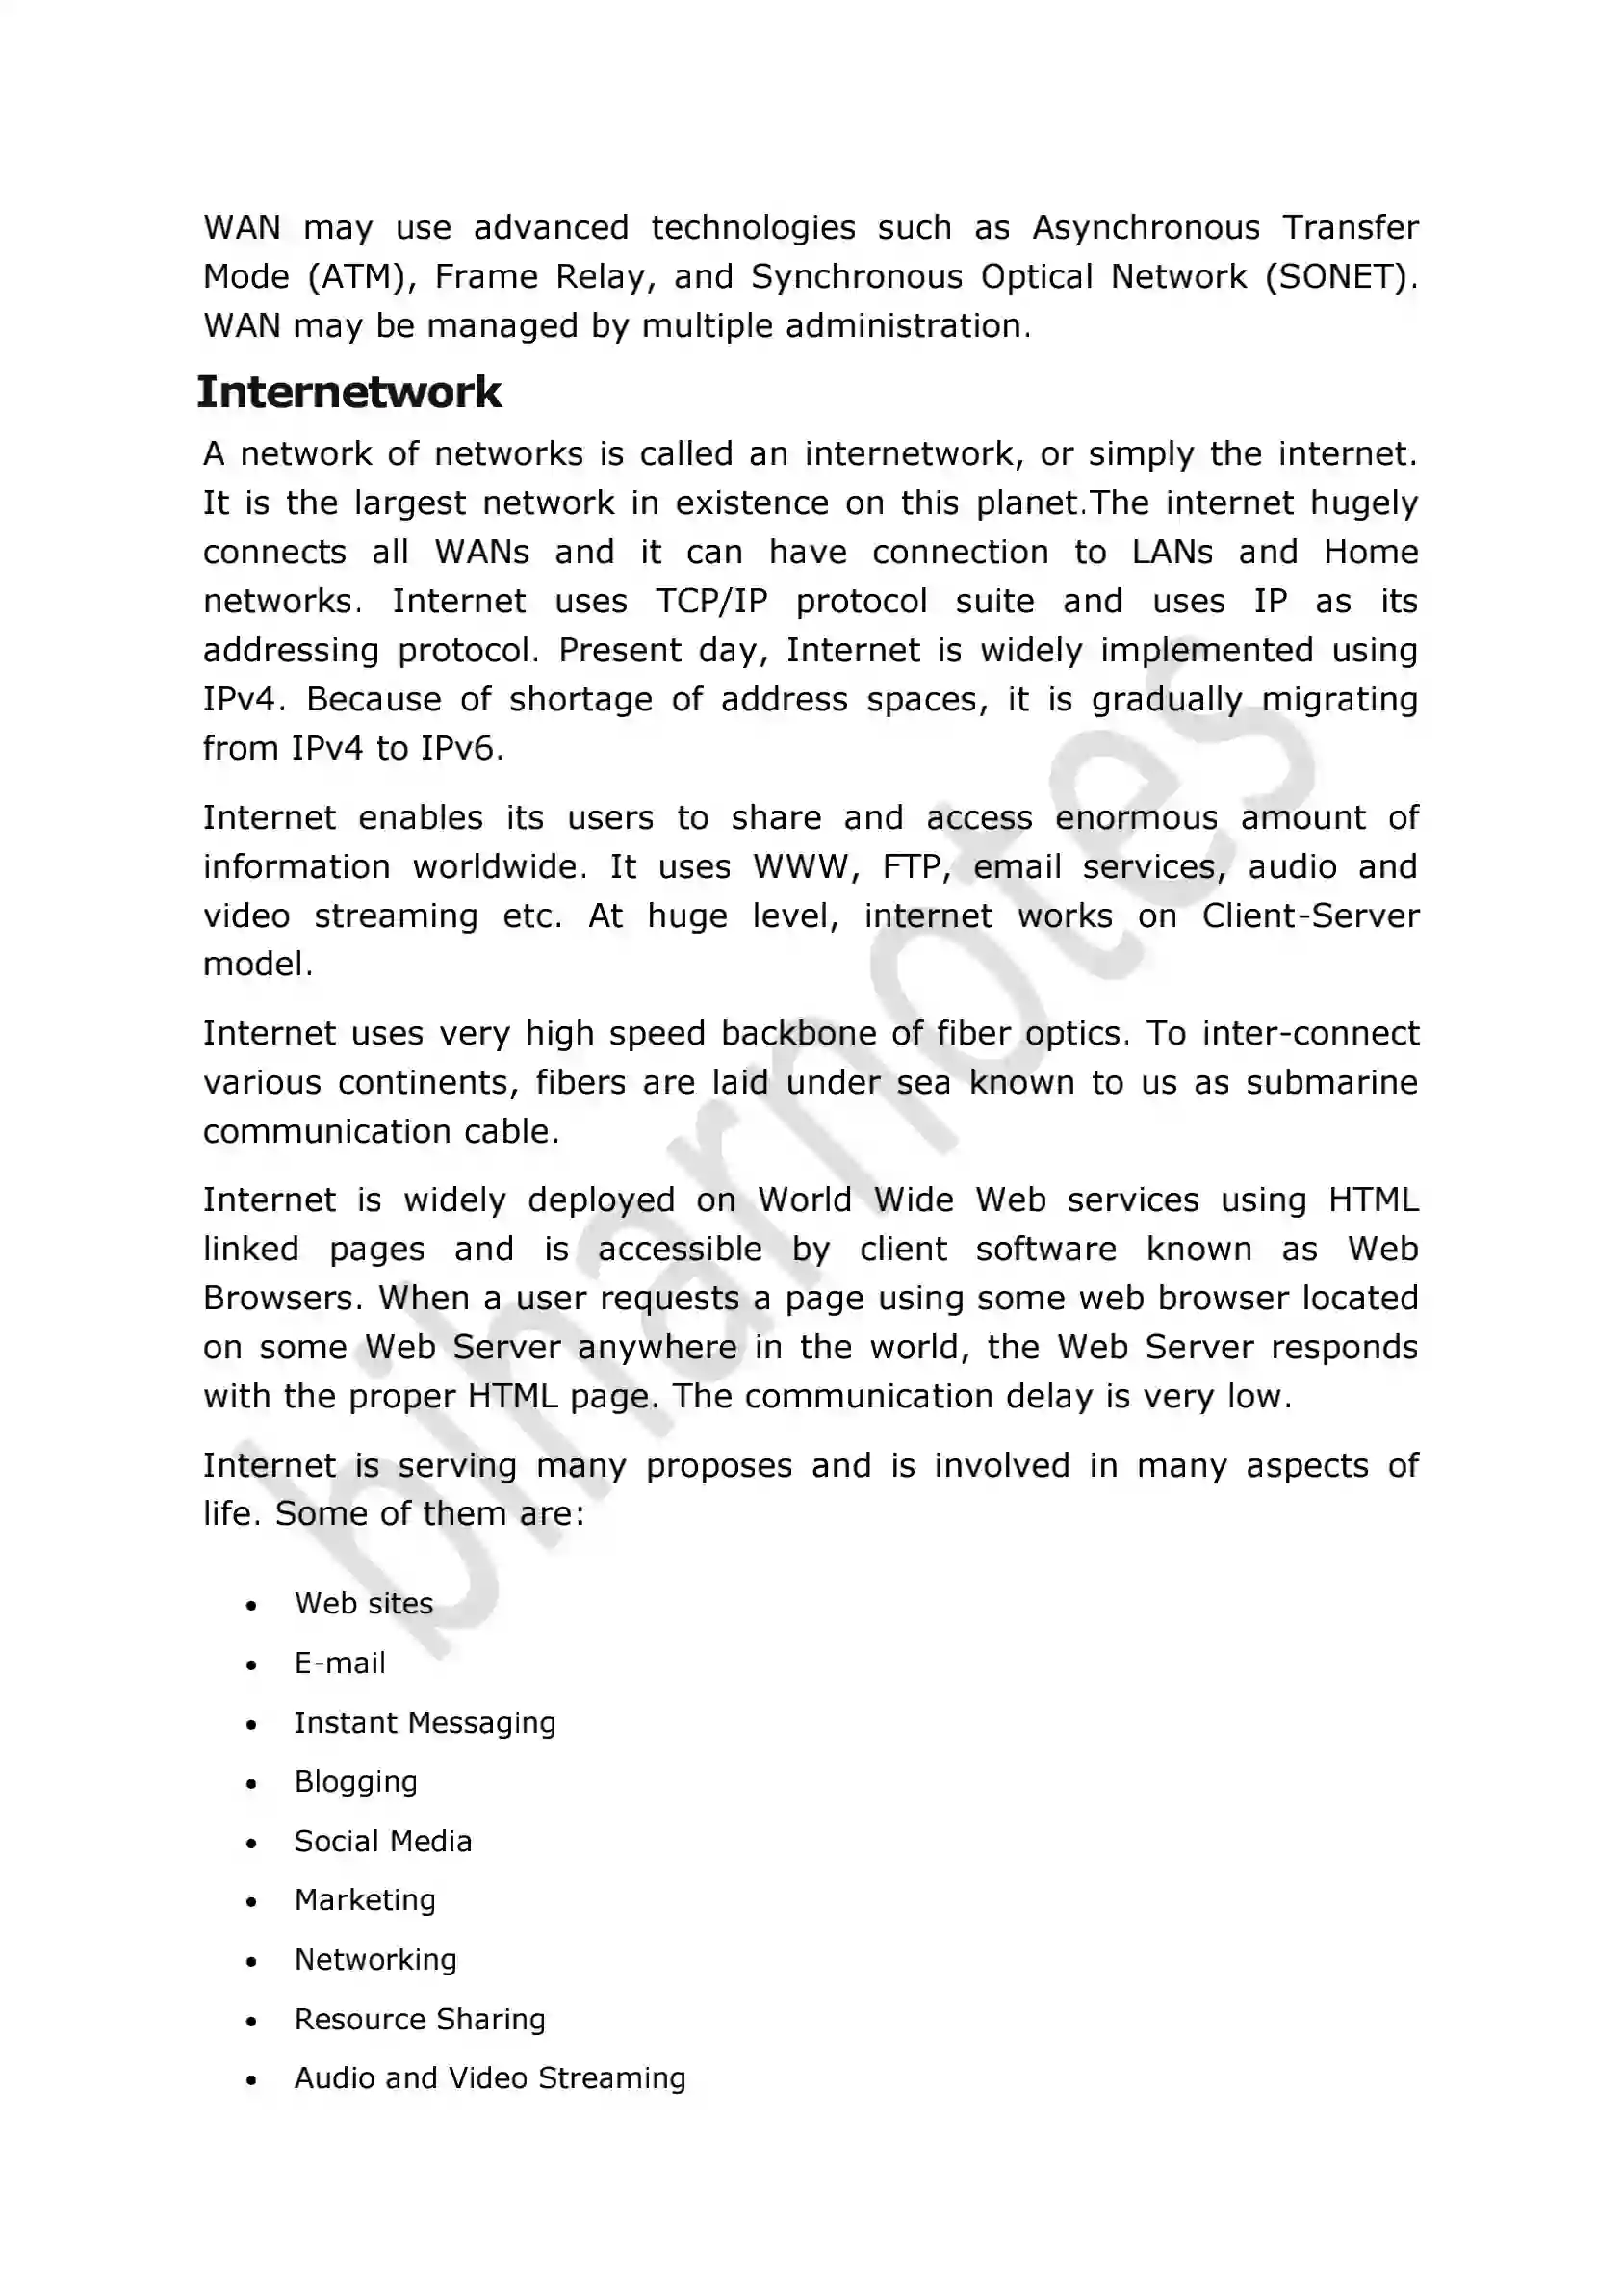 WAN may use advanced technologies such as Asynchronous Transfer
Mode (ATM), Frame Relay, and Synchronous Optical Network (SONET).
WAN may be managed by multiple administration.
Internetwork
A network of networks is called an internetwork, or simply the internet.
It is the largest network in existence on this planet.The internet hugely
connects all WANs and it can have connection to LANs and Home
networks. Internet uses TCP/IP protocol suite and uses IP as its
addressing protocol. Present day, Internet is widely implemented using
IPv4. Because of shortage of address spaces, it is gradually migrating
from IPv4 to IPv6.
Internet enables its users to share and access enormous amount of
information worldwide. It uses WWW, FTP, email services, audio and
video streaming etc. At huge level, internet works on Client-Server
model.
Internet uses very high speed backbone of fiber optics. To inter-connect
various continents, fibers are laid under sea known to us as submarine
communication cable.
Internet is widely deployed on World Wide Web services using HTML
linked pages and is accessible by client software known as Web
Browsers. When a user requests a page using some web browser located
on some Web Server anywhere in the world, the Web Server responds
with the proper HTML page. The communication delay is very low.
Internet is serving many proposes and is involved in many aspects of
life. Some of them are:
• Web sites
• E-mail
• Instant Messaging
• Blogging
• Social Media
• Marketing
• Networking
• Resource Sharing
• Audio and Video Streaming
biharnotes